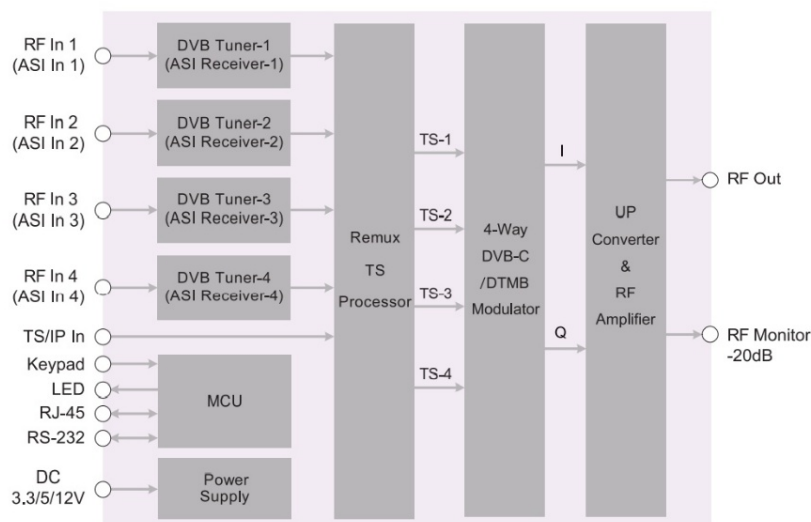 RF In 1
(ASI In 1)
DVB Tuner-1
(ASI Receiver-1)
RF In 2
(ASI In 2)
DVB Tuner-2
(ASI Receiver-2)
RF In 3
(ASI In 3)
DVB Tuner-3
(ASI Receiver-3)
RF In 4
(ASI In 4)
DVB Tuner-4
(ASI Receiver-4)
TS/IP In
Keypad
LED
RJ-45
RS-232
MCU
DC
3.3/5/12V
Power
Supply
Remux
TS
Processor
TS-1
TS-2
TS-3
TS-4
4-Way
DVB-C
/DTMB
Modulator
I
Q
UP
Converter
&
RF
Amplifier
RF Out
RF Monitor
-20dB